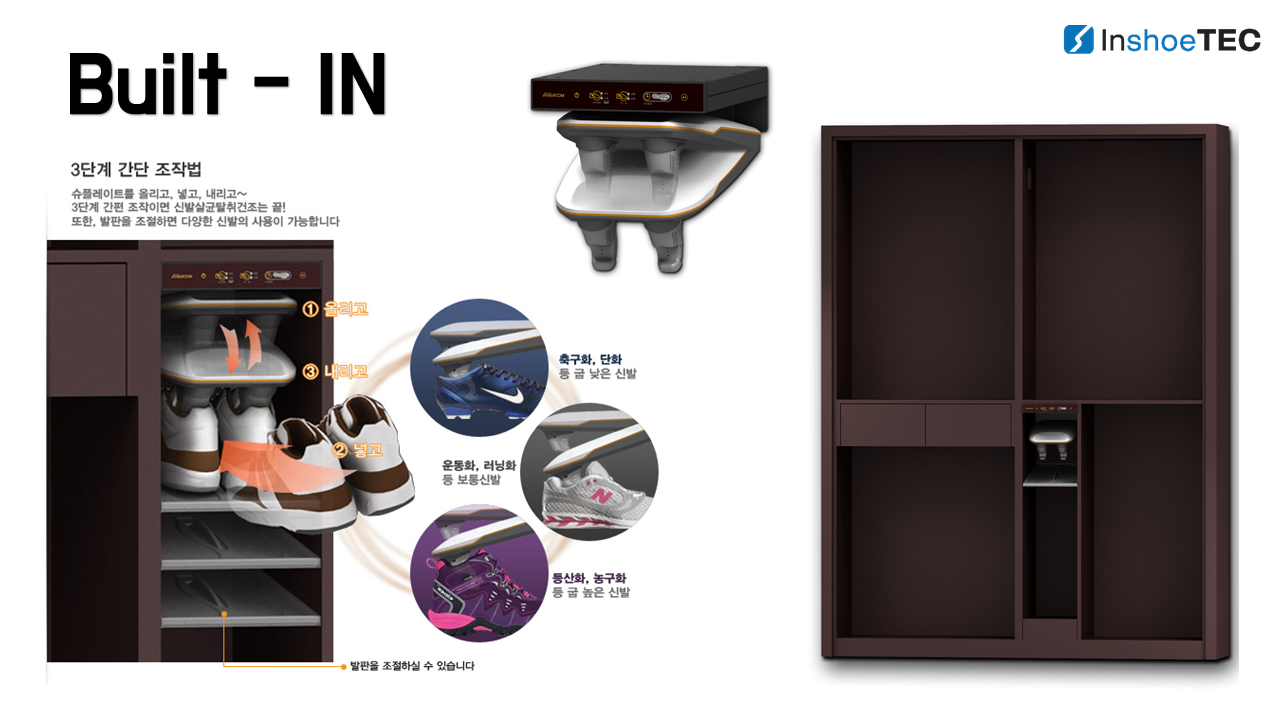 InshoeTEC
Built - IN
3단계 간단 조작법
슈플레이트를 올리고, 넣고, 내리고~
3단계 간편 조작이면 신발살균탈취건조는 끝!
또한, 발판을 조절하면 다양한 신발의 사용이 가능합니다
① 올리고
③ 내리고
② 넣고
축구화, 단화
등 굽 낮은 신발
운동화, 러닝화
등 보통신발
N
등산화, 농구화
등 굽 높은 신발
발판을 조절하실 수 있습니다